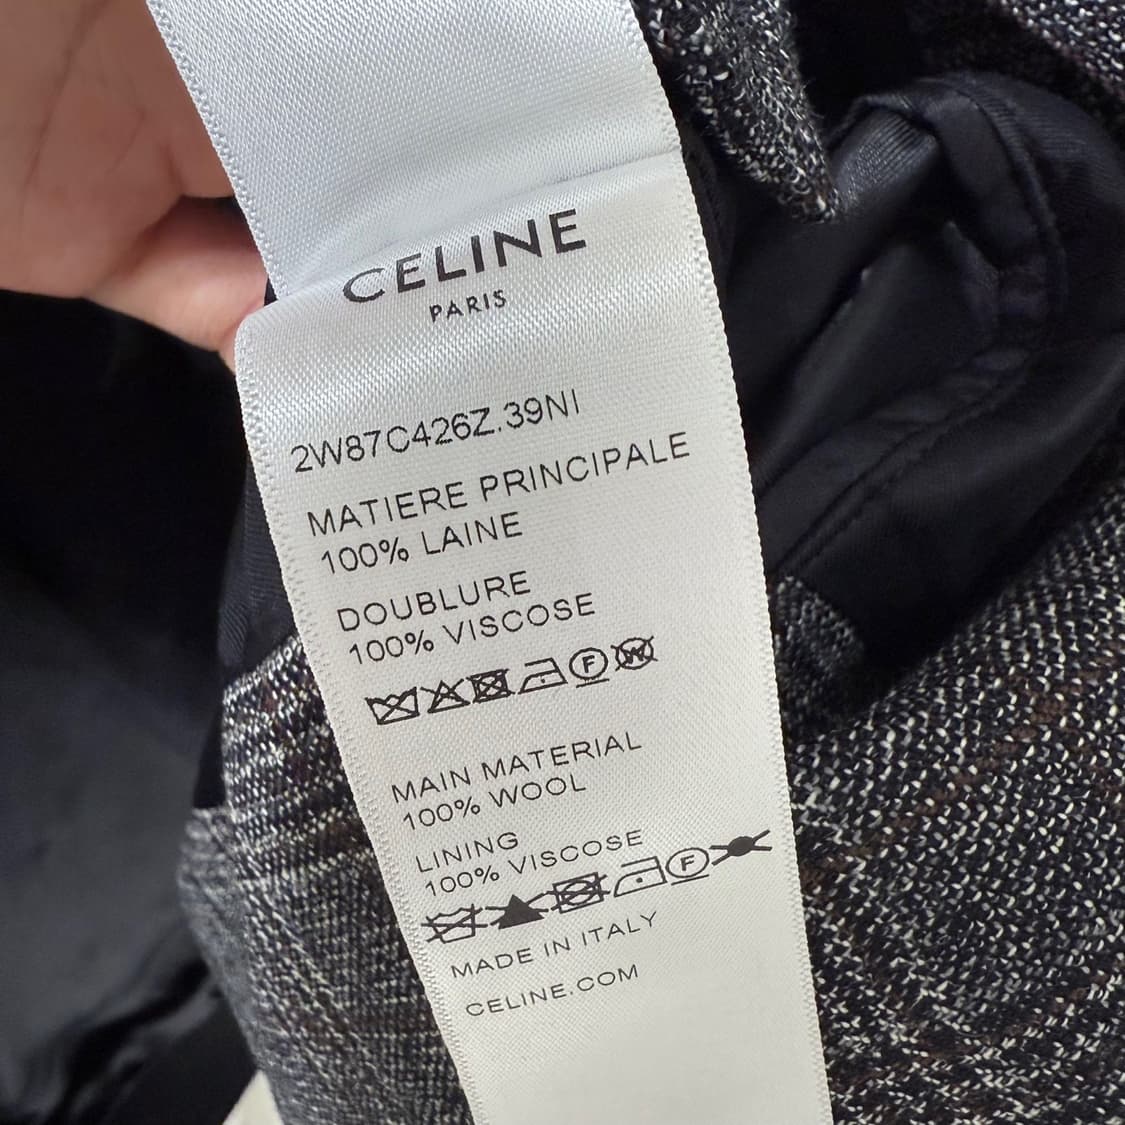 CELINE
PARIS
2W87C426Z.39NI
MATIERE PRINCIPALE
100% LAINE
DOUBLURE
100% VISCOSE
F W
MAIN MATERIAL
100% WOOL
LINING
100% VISCOSE
F
MADE IN ITALY
CELINE.COM